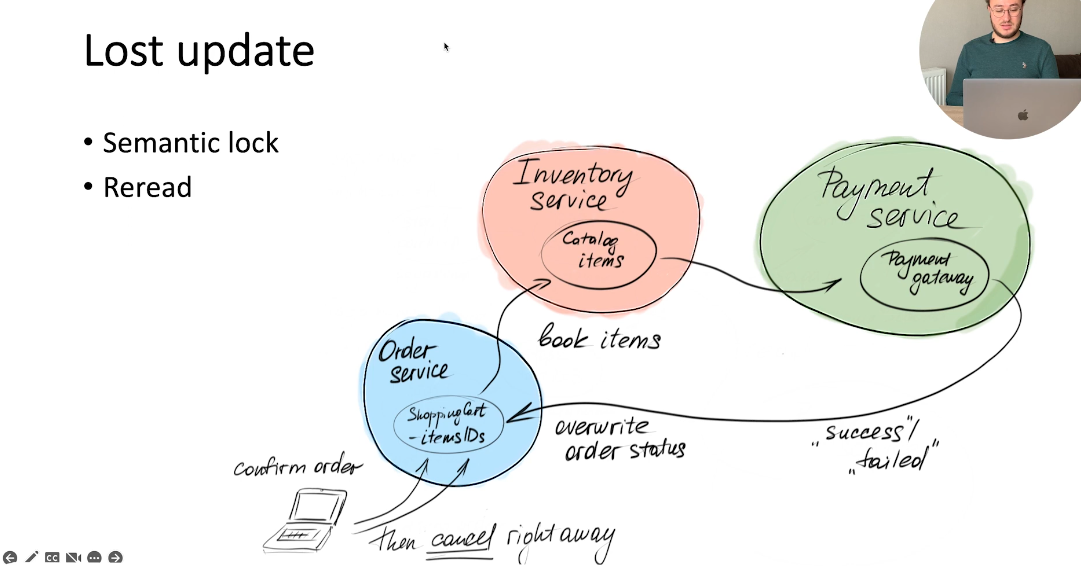 Lost update
• Semantic lock
• Reread
Inventory
service
Catalog
items
Payment
service
Payment
gateway
book items
Order
service
ShoppingCart
- itemsIDs
overwrite
order status
„success"/
„failed"
confirm order
then cancel right away
CC